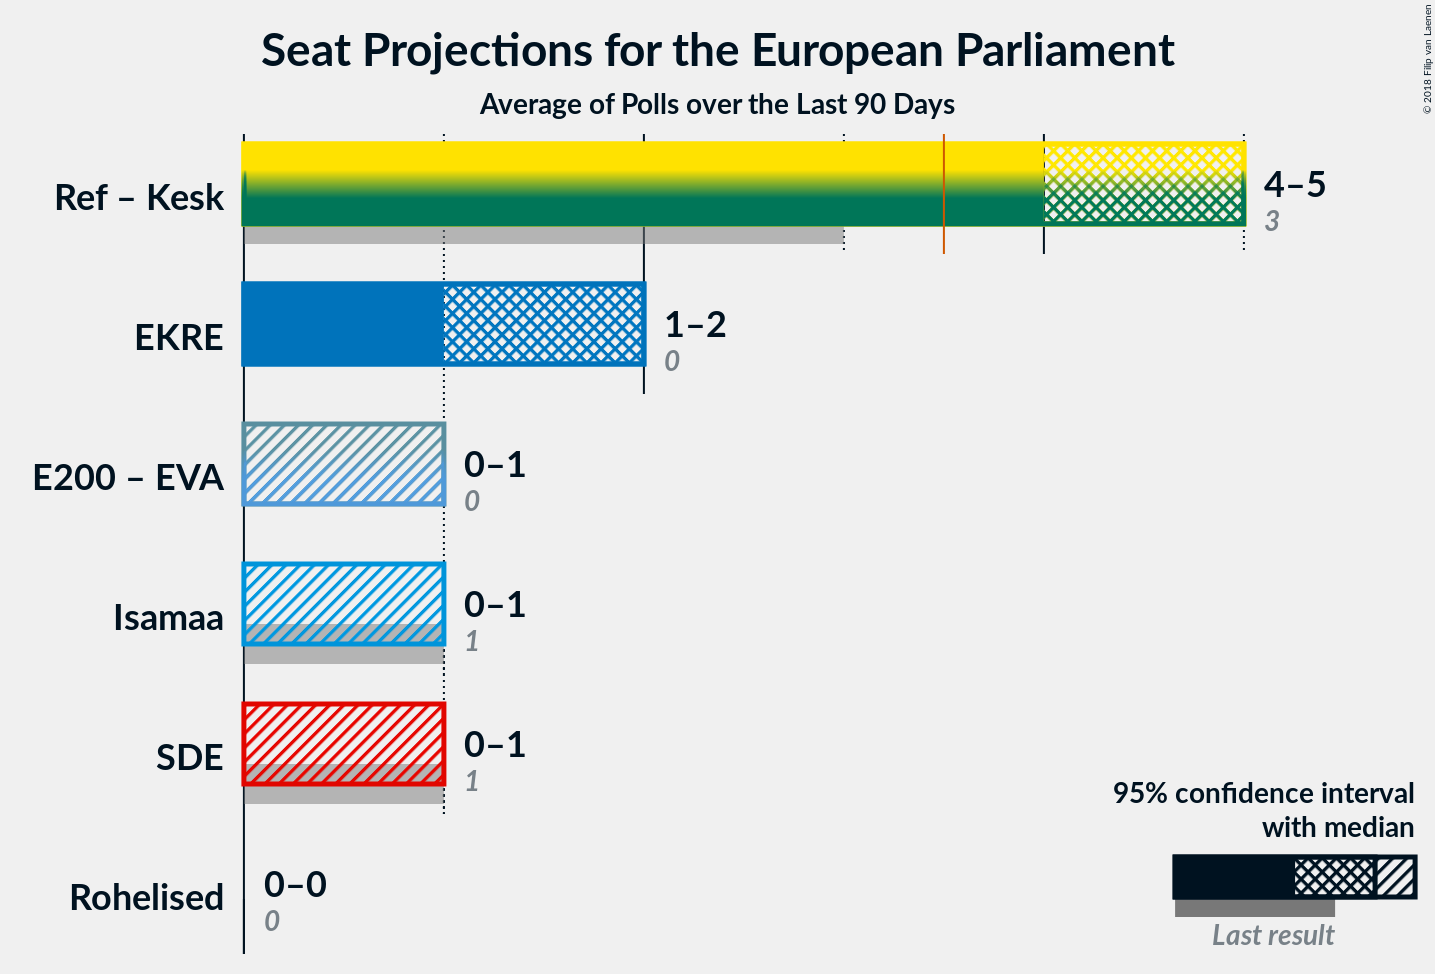 Seat Projections for the European Parliament
Average of Polls over the Last 90 Days
© 2018 Filip van Laenen
Ref – Kesk
4–5
3
EKRE
1–2
0
E200 – EVA
0–1
0
Isamaa
0–1
1
SDE
0–1
1
Rohelised
0–0
0
95% confidence interval
with median
Last result